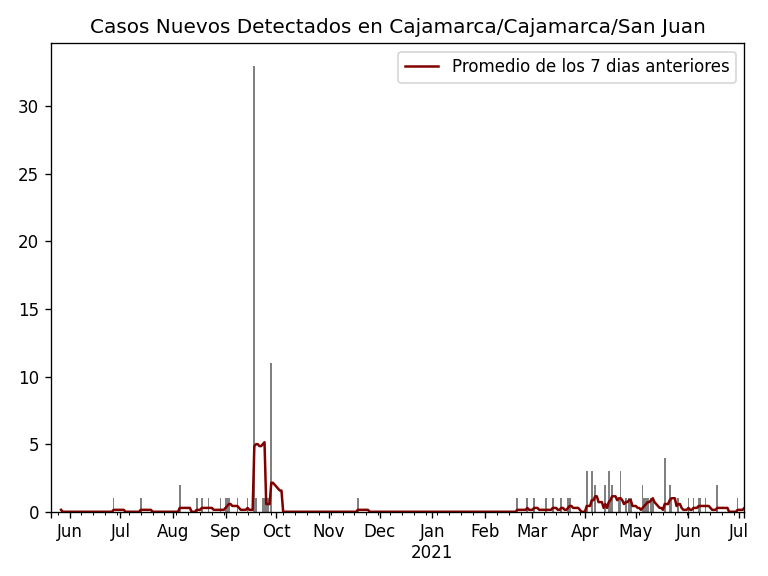 Casos Nuevos Detectados en Cajamarca/Cajamarca/San Juan
Promedio de los 7 dias anteriores
30
25
20
15
10
5
0
Jun Jul Aug Sep Oct Nov Dec Jan Feb Mar Apr May Jun Jul
2021